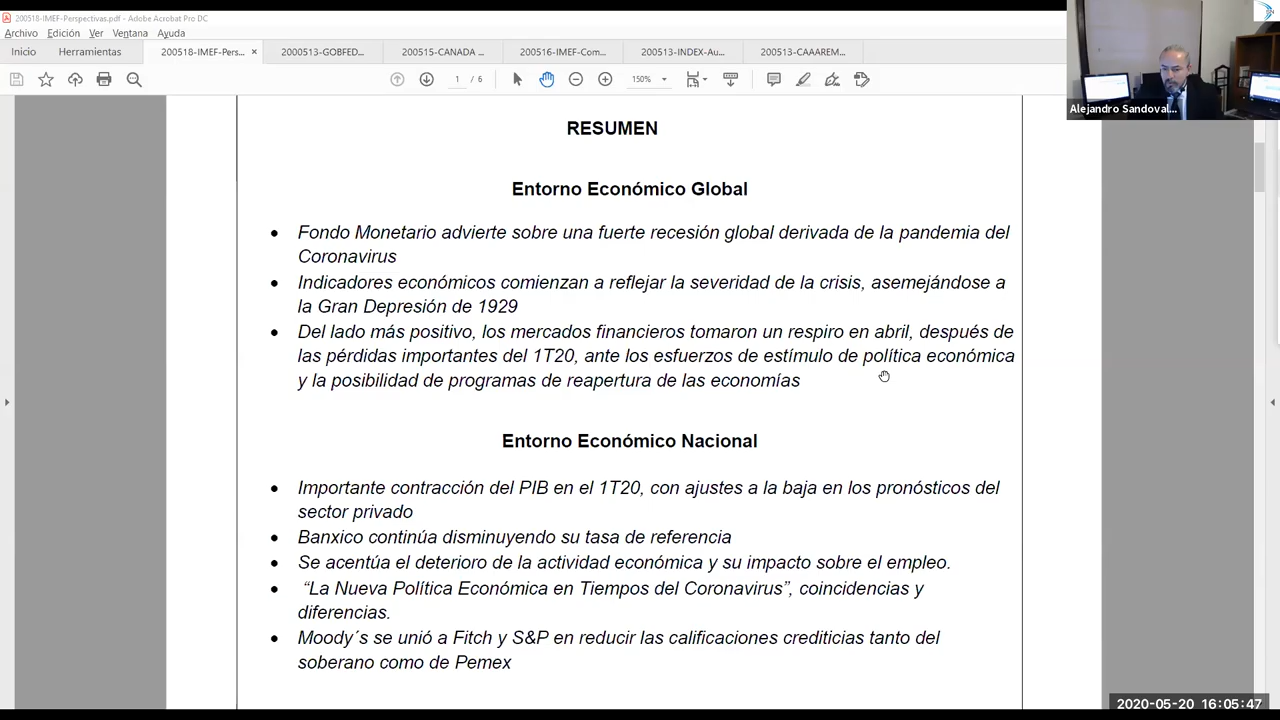 200518-IMEF-Perspectivas.pdf - Adobe Acrobat Pro DC
Archivo Edición Ver Ventana Ayuda
Inicio Herramientas 200518-IMEF-Pers... × 200513-GOBFED... 200515-CANADA ... 200516-IMEF-Com... 200513-INDEX-Au... 200513-CAAAREM...
1 / 6 150%
Alejandro Sandoval...
RESUMEN
Entorno Económico Global
• Fondo Monetario advierte sobre una fuerte recesión global derivada de la pandemia del
Coronavirus
• Indicadores económicos comienzan a reflejar la severidad de la crisis, asemejándose a
la Gran Depresión de 1929
• Del lado más positivo, los mercados financieros tomaron un respiro en abril, después de
las pérdidas importantes del 1T20, ante los esfuerzos de estímulo de política económica
y la posibilidad de programas de reapertura de las economías
Entorno Económico Nacional
• Importante contracción del PIB en el 1T20, con ajustes a la baja en los pronósticos del
sector privado
• Banxico continúa disminuyendo su tasa de referencia
• Se acentúa el deterioro de la actividad económica y su impacto sobre el empleo.
• “La Nueva Política Económica en Tiempos del Coronavirus”, coincidencias y
diferencias.
• Moody´s se unió a Fitch y S&P en reducir las calificaciones crediticias tanto del
soberano como de Pemex
2020-05-20 16:05:47